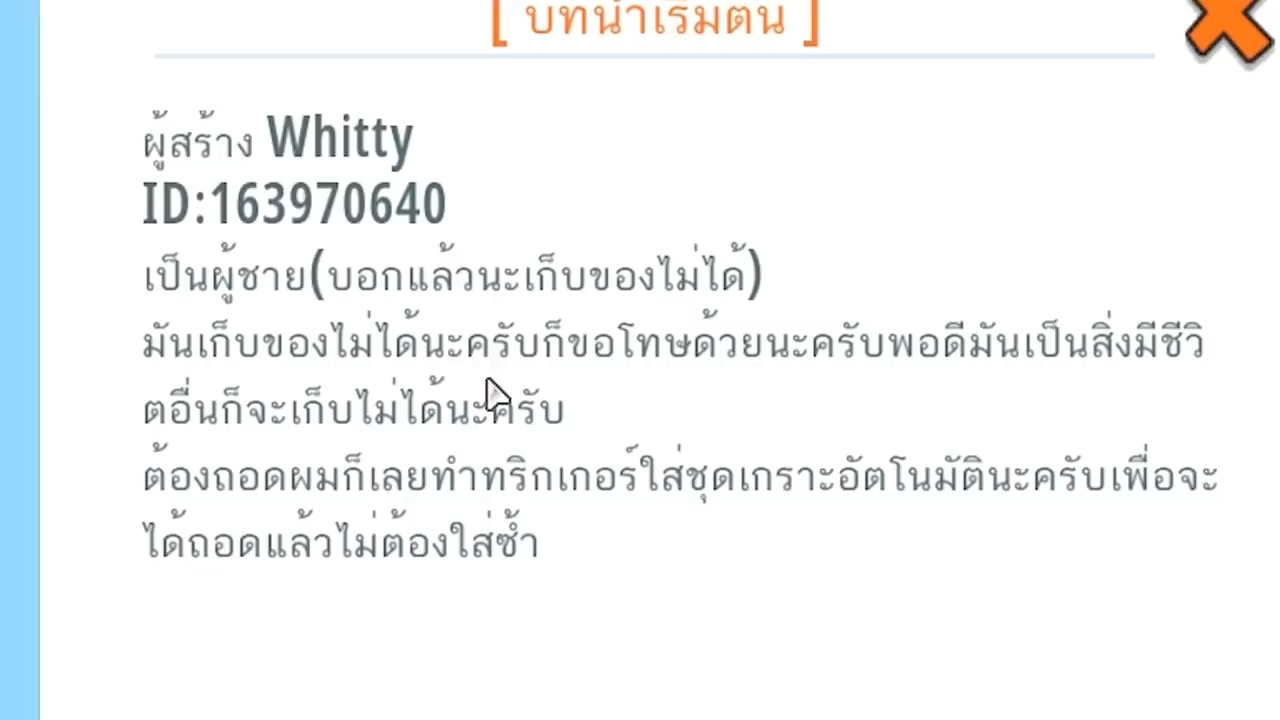 [ บทนำเริ่มต้น ]
ผู้สร้าง Whitty
ID:163970640
เป็นผู้ชาย(บอกแล้วนะเก็บของไม่ได้)
มันเก็บของไม่ได้นะครับก็ขอโทษด้วยนะครับพอดีมันเป็นสิ่งมีชีวิ
ตอื่นก็จะเก็บไม่ได้นะครับ
ต้องถอดผมก็เลยทำทริกเกอร์ใส่ชุดเกราะอัตโนมัตินะครับเพื่อจะ
ได้ถอดแล้วไม่ต้องใส่ซ้ำ